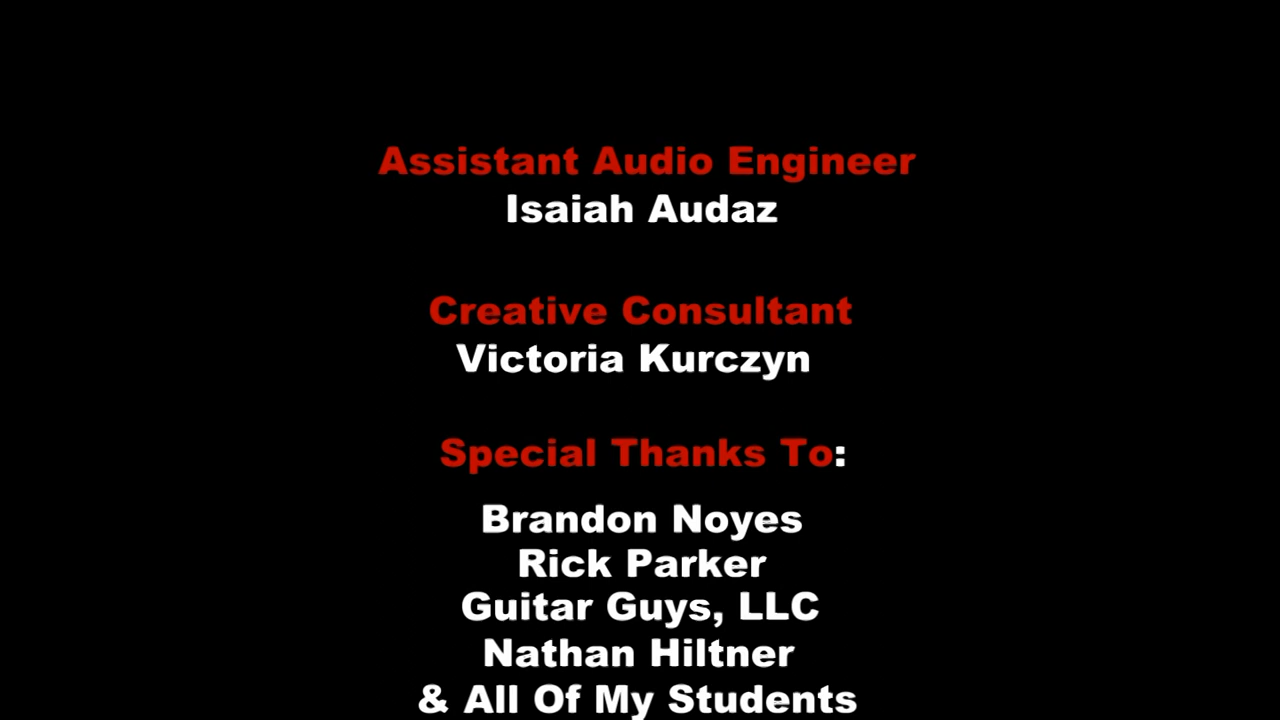 Assistant Audio Engineer
Isaiah Audaz
Creative Consultant
Victoria Kurczyn
Special Thanks To:
Brandon Noyes
Rick Parker
Guitar Guys, LLC
Nathan Hiltner
& All Of My Students